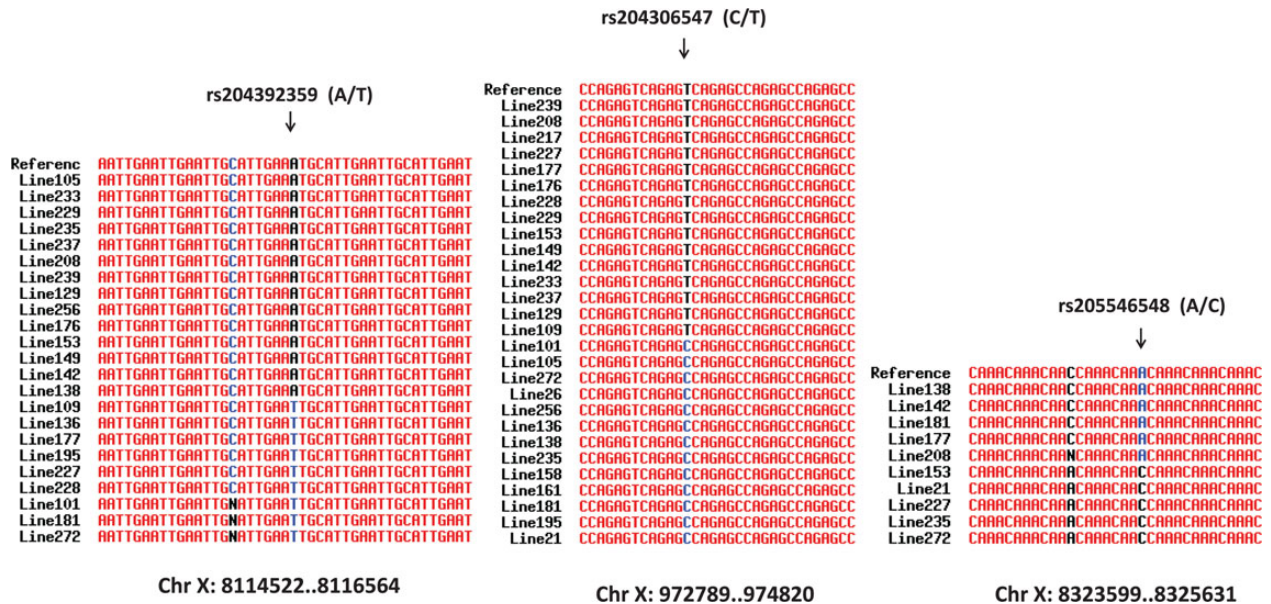 rs204392359 (A/T)
Referenc AATTGAATTGAATTGCATTGAAATGCATTGAATTGCATTGAAT
Line105 AATTGAATTGAATTGCATTGAAATGCATTGAATTGCATTGAAT
Line233 AATTGAATTGAATTGCATTGAAATGCATTGAATTGCATTGAAT
Line229 AATTGAATTGAATTGCATTGAAATGCATTGAATTGCATTGAAT
Line235 AATTGAATTGAATTGCATTGAAATGCATTGAATTGCATTGAAT
Line237 AATTGAATTGAATTGCATTGAAATGCATTGAATTGCATTGAAT
Line208 AATTGAATTGAATTGCATTGAAATGCATTGAATTGCATTGAAT
Line239 AATTGAATTGAATTGCATTGAAATGCATTGAATTGCATTGAAT
Line129 AATTGAATTGAATTGCATTGAAATGCATTGAATTGCATTGAAT
Line256 AATTGAATTGAATTGCATTGAAATGCATTGAATTGCATTGAAT
Line176 AATTGAATTGAATTGCATTGAAATGCATTGAATTGCATTGAAT
Line153 AATTGAATTGAATTGCATTGAAATGCATTGAATTGCATTGAAT
Line149 AATTGAATTGAATTGCATTGAAATGCATTGAATTGCATTGAAT
Line142 AATTGAATTGAATTGCATTGAAATGCATTGAATTGCATTGAAT
Line138 AATTGAATTGAATTGCATTGAAATGCATTGAATTGCATTGAAT
Line109 AATTGAATTGAATTGCATTGAATTGCATTGAATTGCATTGAAT
Line136 AATTGAATTGAATTGCATTGAATTGCATTGAATTGCATTGAAT
Line177 AATTGAATTGAATTGCATTGAATTGCATTGAATTGCATTGAAT
Line195 AATTGAATTGAATTGCATTGAATTGCATTGAATTGCATTGAAT
Line227 AATTGAATTGAATTGCATTGAATTGCATTGAATTGCATTGAAT
Line228 AATTGAATTGAATTGCATTGAATTGCATTGAATTGCATTGAAT
Line101 AATTGAATTGAATTGNATTGAATTGCATTGAATTGCATTGAAT
Line181 AATTGAATTGAATTGNATTGAATTGCATTGAATTGCATTGAAT
Line272 AATTGAATTGAATTGNATTGAATTGCATTGAATTGCATTGAAT
Chr X: 8114522..8116564
rs204306547 (C/T)
Reference CCAGAGTCAGAGTCAGAGCCAGAGCCAGAGCC
Line239 CCAGAGTCAGAGTCAGAGCCAGAGCCAGAGCC
Line208 CCAGAGTCAGAGTCAGAGCCAGAGCCAGAGCC
Line217 CCAGAGTCAGAGTCAGAGCCAGAGCCAGAGCC
Line227 CCAGAGTCAGAGTCAGAGCCAGAGCCAGAGCC
Line177 CCAGAGTCAGAGTCAGAGCCAGAGCCAGAGCC
Line176 CCAGAGTCAGAGTCAGAGCCAGAGCCAGAGCC
Line228 CCAGAGTCAGAGTCAGAGCCAGAGCCAGAGCC
Line229 CCAGAGTCAGAGTCAGAGCCAGAGCCAGAGCC
Line153 CCAGAGTCAGAGTCAGAGCCAGAGCCAGAGCC
Line149 CCAGAGTCAGAGTCAGAGCCAGAGCCAGAGCC
Line142 CCAGAGTCAGAGTCAGAGCCAGAGCCAGAGCC
Line233 CCAGAGTCAGAGTCAGAGCCAGAGCCAGAGCC
Line237 CCAGAGTCAGAGTCAGAGCCAGAGCCAGAGCC
Line129 CCAGAGTCAGAGTCAGAGCCAGAGCCAGAGCC
Line109 CCAGAGTCAGAGTCAGAGCCAGAGCCAGAGCC
Line101 CCAGAGTCAGAGCCAGAGCCAGAGCCAGAGCC
Line105 CCAGAGTCAGAGCCAGAGCCAGAGCCAGAGCC
Line272 CCAGAGTCAGAGCCAGAGCCAGAGCCAGAGCC
Line26 CCAGAGTCAGAGCCAGAGCCAGAGCCAGAGCC
Line256 CCAGAGTCAGAGCCAGAGCCAGAGCCAGAGCC
Line136 CCAGAGTCAGAGCCAGAGCCAGAGCCAGAGCC
Line138 CCAGAGTCAGAGCCAGAGCCAGAGCCAGAGCC
Line235 CCAGAGTCAGAGCCAGAGCCAGAGCCAGAGCC
Line158 CCAGAGTCAGAGCCAGAGCCAGAGCCAGAGCC
Line161 CCAGAGTCAGAGCCAGAGCCAGAGCCAGAGCC
Line181 CCAGAGTCAGAGCCAGAGCCAGAGCCAGAGCC
Line195 CCAGAGTCAGAGCCAGAGCCAGAGCCAGAGCC
Line21 CCAGAGTCAGAGCCAGAGCCAGAGCCAGAGCC
Chr X: 972789..974820
rs205546548 (A/C)
Reference CAAACAAACAACCAAACAAACAAACAAACAAAC
Line138 CAAACAAACAACCAAACAAACAAACAAACAAAC
Line142 CAAACAAACAACCAAACAAACAAACAAACAAAC
Line181 CAAACAAACAACCAAACAAACAAACAAACAAAC
Line177 CAAACAAACAACCAAACAAACAAACAAACAAAC
Line208 CAAACAAACAANCAAACAAACAAACAAACAAAC
Line153 CAAACAAACAAACAAACAACCAAACAAACAAAC
Line21 CAAACAAACAAACAAACAACCAAACAAACAAAC
Line227 CAAACAAACAAACAAACAACCAAACAAACAAAC
Line235 CAAACAAACAAACAAACAACCAAACAAACAAAC
Line272 CAAACAAACAAACAAACAACCAAACAAACAAAC
Chr X: 8323599..8325631